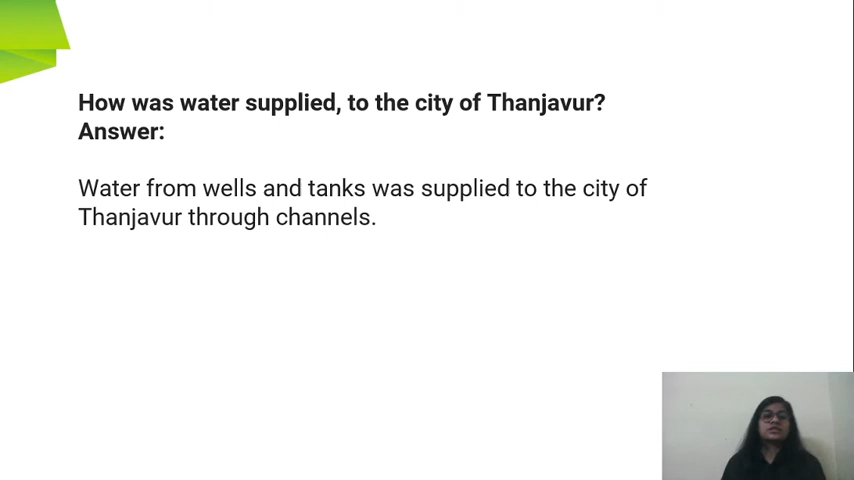 How was water supplied, to the city of Thanjavur?
Answer:
Water from wells and tanks was supplied to the city of
Thanjavur through channels.